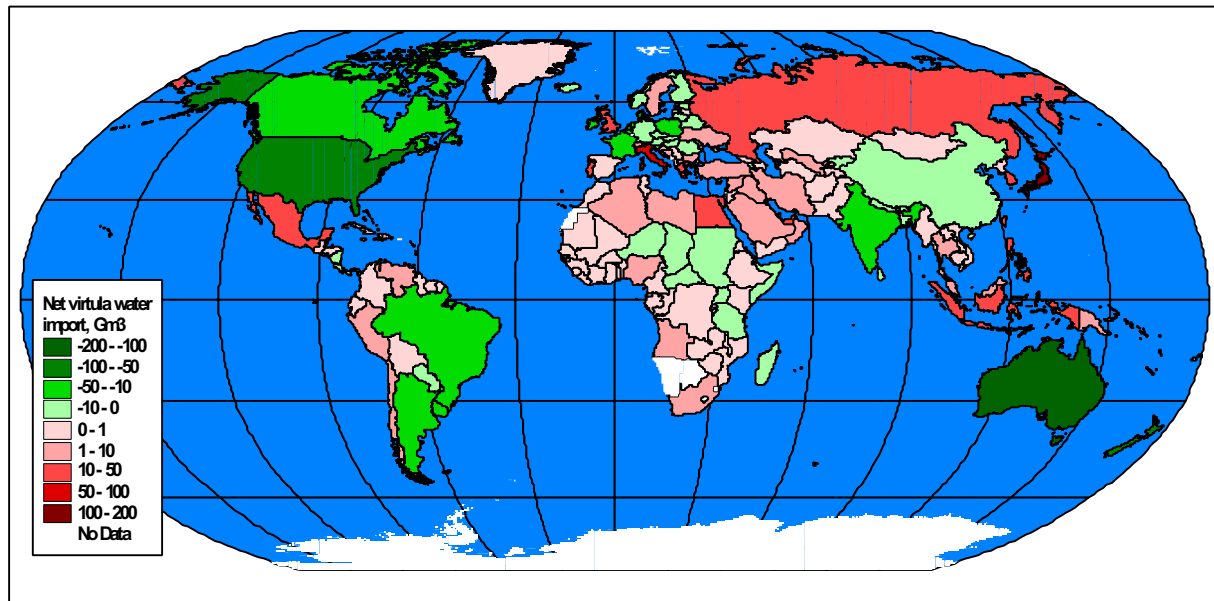 Net virtula water
import, Gmß
-200 - -100
-100 - -50
-50 - -10
-10 - 0
0 - 1
1 - 10
10 - 50
50 - 100
100 - 200
No Data